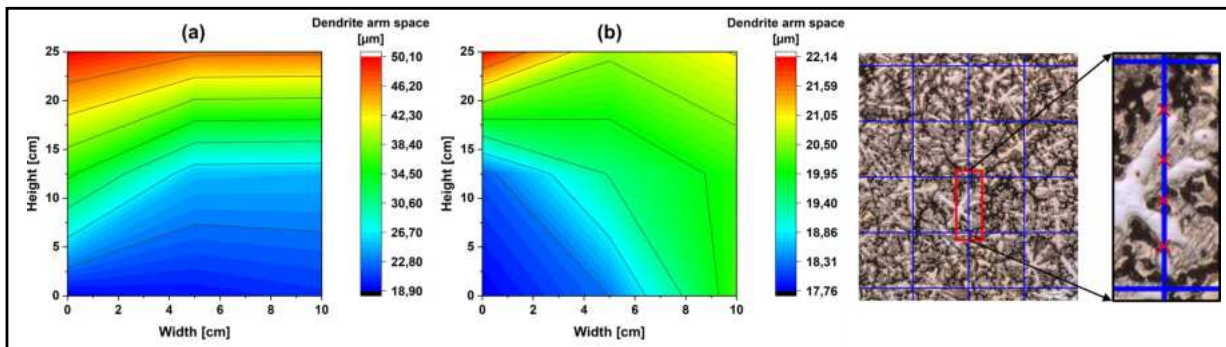 (a)
Dendrite arm space
[µm]
25
20
15
10
5
0
Height [cm]
0 2 4 6 8 10
Width [cm]
50,10
46,20
42,30
38,40
34,50
30,60
26,70
22,80
18,90
(b)
Dendrite arm space
[µm]
25
20
15
10
5
0
Height [cm]
0 2 4 6 8 10
Width [cm]
22,14
21,59
21,05
20,50
19,95
19,40
18,86
18,31
17,76